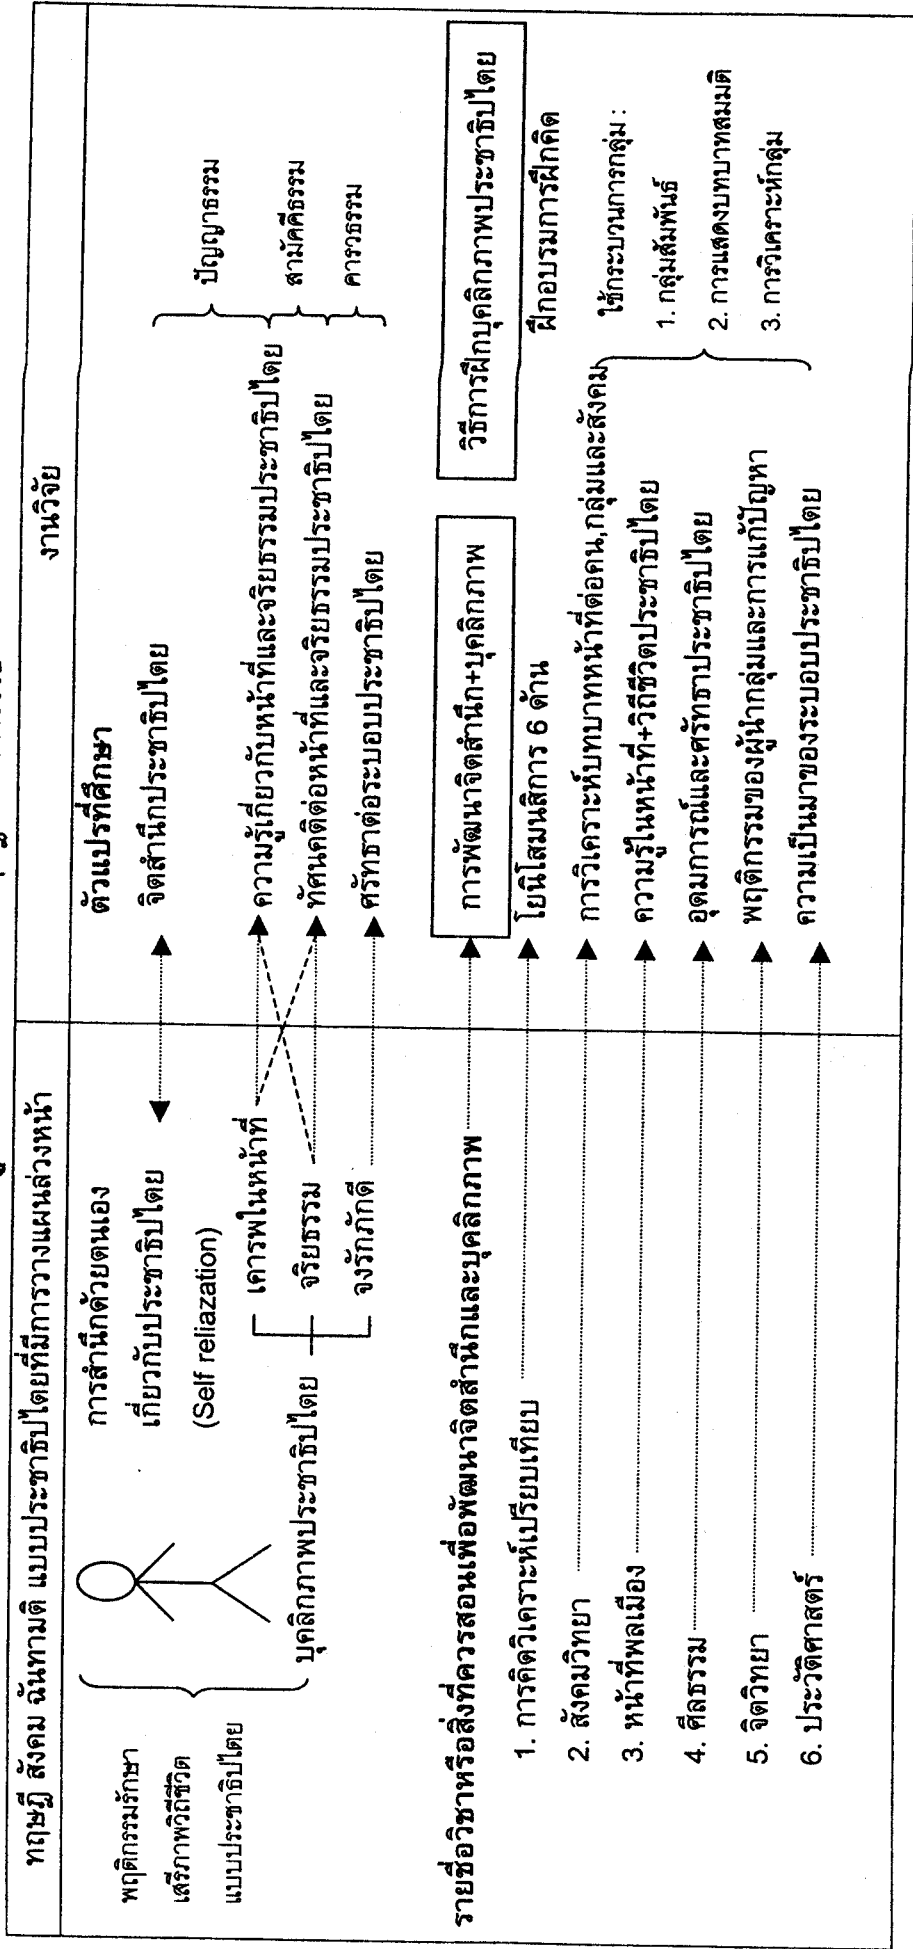 ทฤษฎี สังคม ฉันทามติ แบบประชาธิปไตยที่มีการวางแผนล่วงหน้า
งานวิจัย
พฤติกรรมรักษา
เสรีภาพวิถีชีวิต
แบบประชาธิปไตย
การสำนึกด้วยตนเอง
เกี่ยวกับประชาธิปไตย
(Self reliazation)
บุคลิกภาพประชาธิปไตย
เคารพในหน้าที่
จริยธรรม
จงรักภักดี
ตัวแปรที่ศึกษา
จิตสำนึกประชาธิปไตย
ความรู้เกี่ยวกับหน้าที่และจริยธรรมประชาธิปไตย
ทัศนคติต่อหน้าที่และจริยธรรมประชาธิปไตย
ศรัทธาต่อระบอบประชาธิปไตย
ปัญญาธรรม
สามัคคีธรรม
คารวธรรม
รายชื่อวิชาหรือสิ่งที่ควรสอนเพื่อพัฒนาจิตสำนึกและบุคลิกภาพ
การพัฒนาจิตสำนึก+บุคลิกภาพ
วิธีการฝึกบุคลิกภาพประชาธิปไตย
1. การคิดวิเคราะห์เปรียบเทียบ
โยนิโสมนสิการ 6 ด้าน
ฝึกอบรมการฝึกคิด
2. สังคมวิทยา
การวิเคราะห์บทบาทหน้าที่ต่อคน,กลุ่มและสังคม
ใช้กระบวนการกลุ่ม :
3. หน้าที่พลเมือง
ความรู้ในหน้าที่+วิถีชีวิตประชาธิปไตย
1. กลุ่มสัมพันธ์
4. ศีลธรรม
อุดมการณ์และศรัทธาประชาธิปไตย
2. การแสดงบทบาทสมมติ
5. จิตวิทยา
พฤติกรรมของผู้นำกลุ่มและการแก้ปัญหา
3. การวิเคราะห์กลุ่ม
6. ประวัติศาสตร์
ความเป็นมาของระบอบประชาธิปไตย